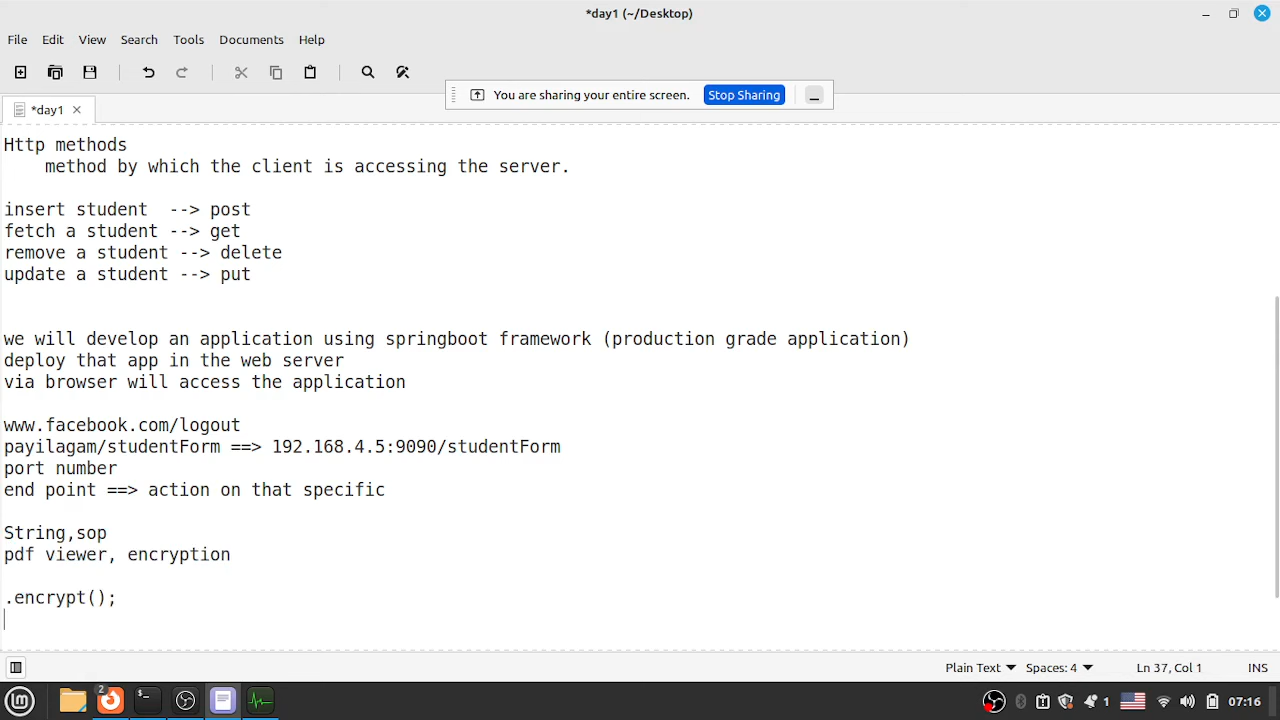 *day1 (~/Desktop)
File Edit View Search Tools Documents Help
You are sharing your entire screen. Stop Sharing
*day1
Http methods
method by which the client is accessing the server.
insert student --> post
fetch a student --> get
remove a student --> delete
update a student --> put
we will develop an application using springboot framework (production grade application)
deploy that app in the web server
via browser will access the application
www.facebook.com/logout
payilagam/studentForm ==> 192.168.4.5:9090/studentForm
port number
end point ==> action on that specific
String,sop
pdf viewer, encryption
.encrypt();
Plain Text Spaces: 4 Ln 37, Col 1 INS
2 1 07:16